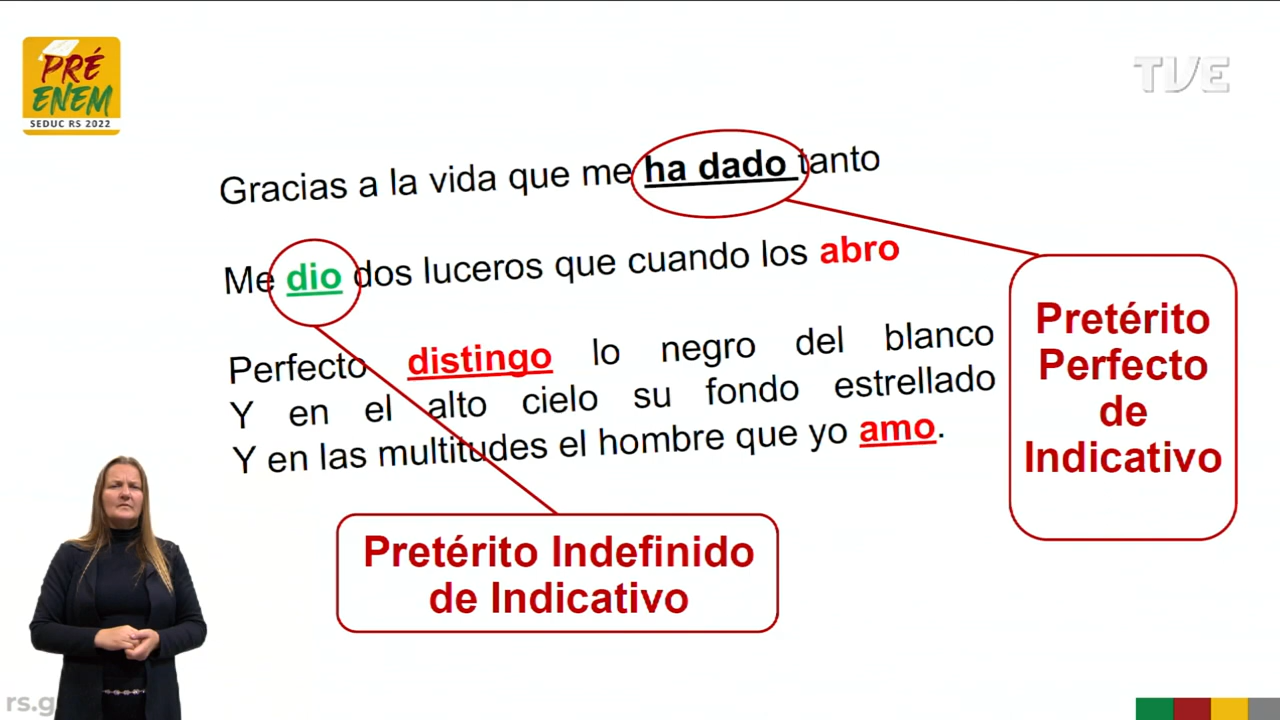 PRÉ
ENEM
SEDUC RS 2022
TVE
Gracias a la vida que me ha dado tanto
Me dio dos luceros que cuando los abro
Perfecto distingo lo negro del blanco
Y en el alto cielo su fondo estrellado
Y en las multitudes el hombre que yo amo.
Pretérito
Perfecto
de
Indicativo
Pretérito Indefinido
de Indicativo
rs.g